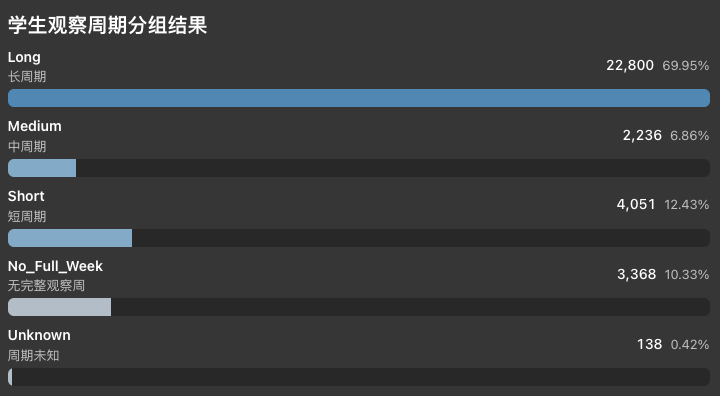 学生观察周期分组结果
Long
22,800 69.95%
长周期
Medium
2,236 6.86%
中周期
Short
4,051 12.43%
短周期
No_Full_Week
3,368 10.33%
无完整观察周
Unknown
138 0.42%
周期未知